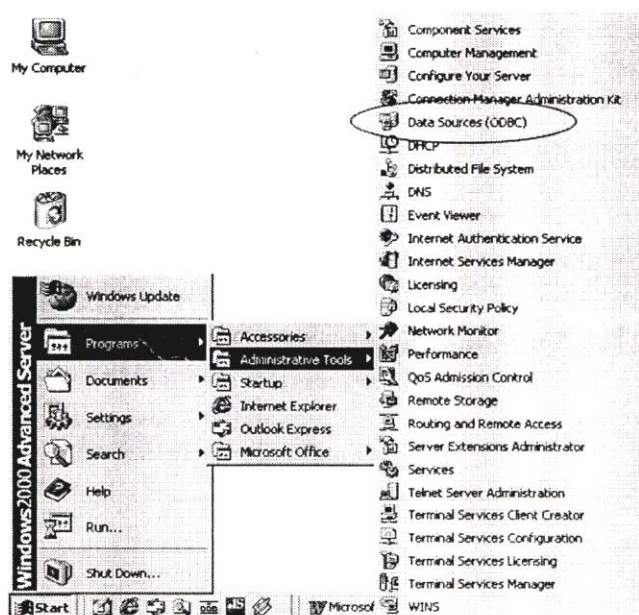 My Computer
My Network
Places
Recycle Bin
Windows 2000 Advanced Server
Windows Update
Programs
Documents
Settings
Search
Help
Run...
Shut Down...
Start
Microsof
Accessories
Administrative Tools
Startup
Internet Explorer
Outlook Express
Microsoft Office
Component Services
Computer Management
Configure Your Server
Connection Manager Administration Kit
Data Sources (ODBC)
DHCP
Distributed File System
DNS
Event Viewer
Internet Authentication Service
Internet Services Manager
Licensing
Local Security Policy
Network Monitor
Performance
QoS Admission Control
Remote Storage
Routing and Remote Access
Server Extensions Administrator
Services
Telnet Server Administration
Terminal Services Client Creator
Terminal Services Configuration
Terminal Services Licensing
Terminal Services Manager
WINS